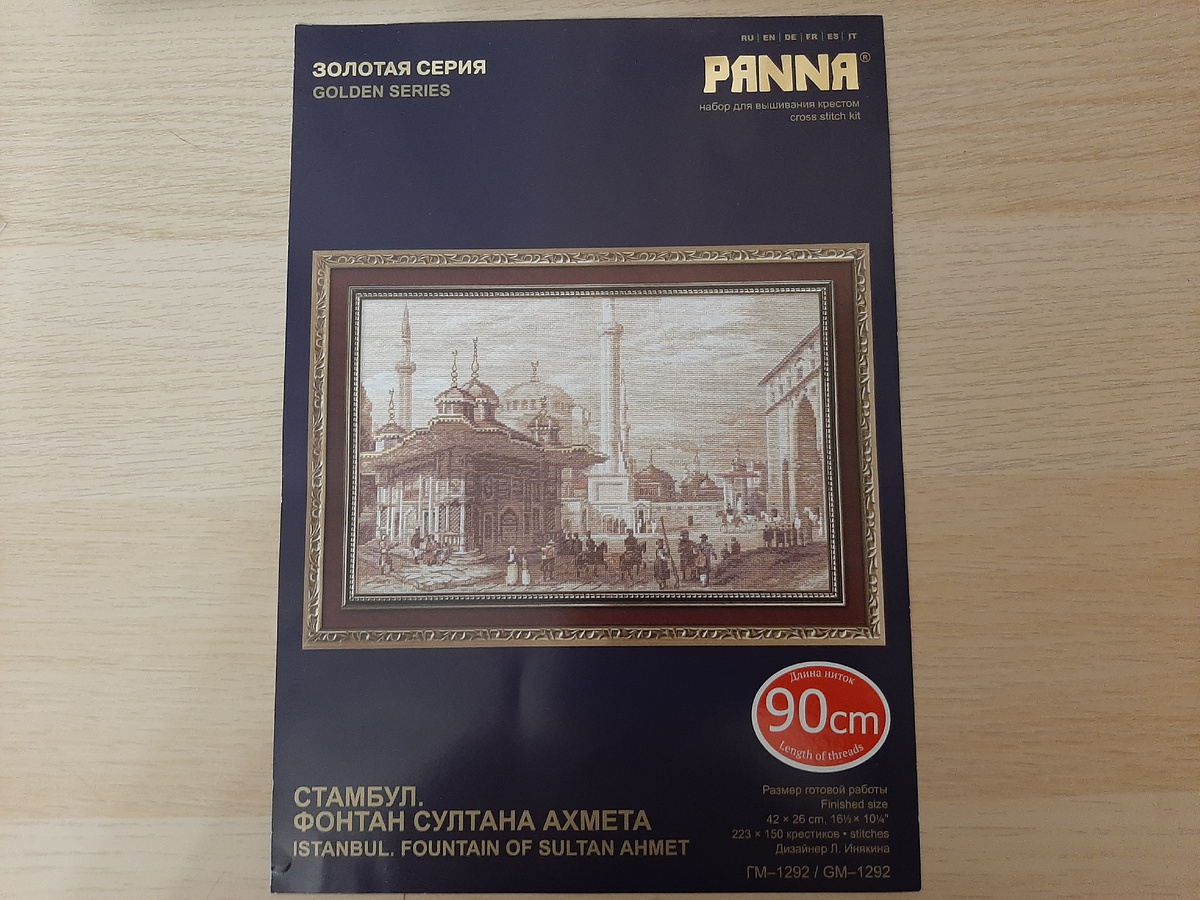 RU | EN | DE | FR | ES | IT
ЗОЛОТАЯ СЕРИЯ
GOLDEN SERIES
PANNA®
набор для вышивания крестом
cross stitch kit
Длина ниток
90cm
Length of threads
СТАМБУЛ.
ФОНТАН СУЛТАНА АХМЕТА
ISTANBUL. FOUNTAIN OF SULTAN AHMET
Размер готовой работы
Finished size
42 × 26 cm, 16½ × 10¼"
223 × 150 крестиков • stitches
Дизайнер Л. Инякина
ГМ–1292 / GM–1292